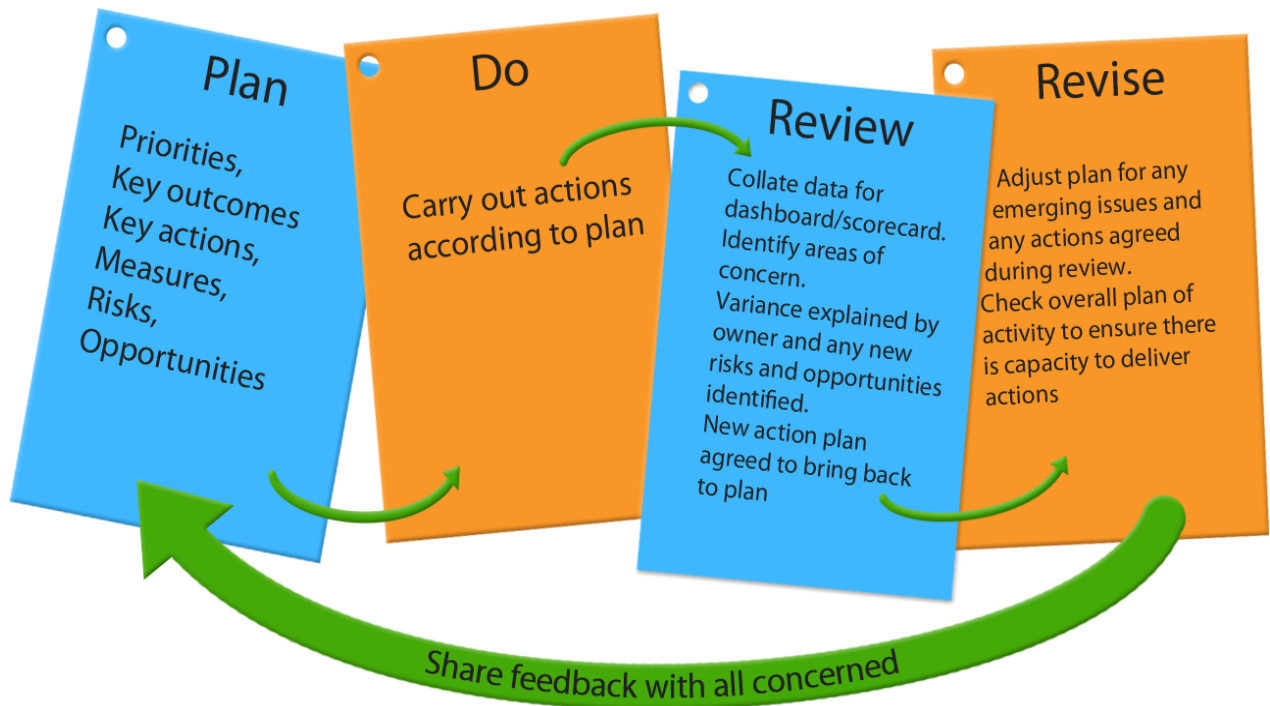 Plan
Priorities,
Key outcomes
Key actions,
Measures,
Risks,
Opportunities
Do
Carry out actions
according to plan
Review
Collate data for
dashboard/scorecard.
Identify areas of
concern.
Variance explained by
owner and any new
risks and opportunities
identified.
New action plan
agreed to bring back
to plan
Revise
Adjust plan for any
emerging issues and
any actions agreed
during review.
Check overall plan of
activity to ensure there
is capacity to deliver
actions
Share feedback with all concerned